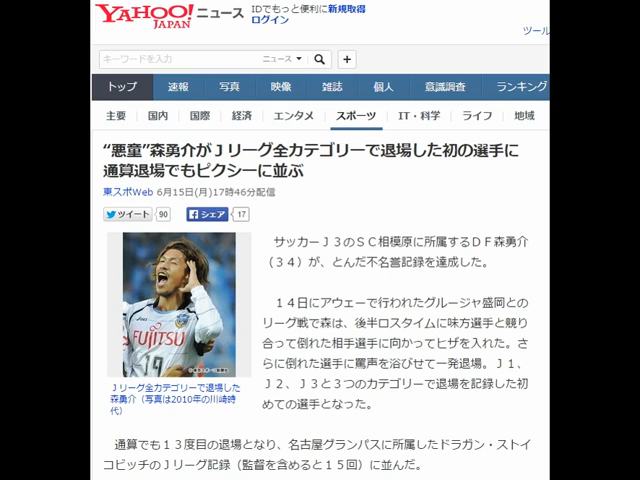 YAHOO! JAPAN ニュース
IDでもっと便利に新規取得
ログイン
ツール
キーワードを入力
ニュース
+
トップ 速報 写真 映像 雑誌 個人 意識調査 ランキング
主要 国内 国際 経済 エンタメ スポーツ IT・科学 ライフ 地域
“悪童”森勇介がＪリーグ全カテゴリーで退場した初の選手に
通算退場でもピクシーに並ぶ
東スポWeb 6月15日(月)17時46分配信
ツイート 90 シェア 17
サッカーＪ３のＳＣ相模原に所属するＤＦ森勇介
（３４）が、とんだ不名誉記録を達成した。
１４日にアウェーで行われたグルージャ盛岡との
リーグ戦で森は、後半ロスタイムに味方選手と競り
合って倒れた相手選手に向かってヒザを入れた。さ
らに倒れた選手に罵声を浴びせて一発退場。Ｊ１、
Ｊ２、Ｊ３と３つのカテゴリーで退場を記録した初
めての選手となった。
FUJITSU
19
Ｊリーグ全カテゴリーで退場した
森勇介（写真は2010年の川崎時
代）
通算でも１３度目の退場となり、名古屋グランパスに所属したドラガン・ストイ
コビッチのＪリーグ記録（監督を含めると１５回）に並んだ。